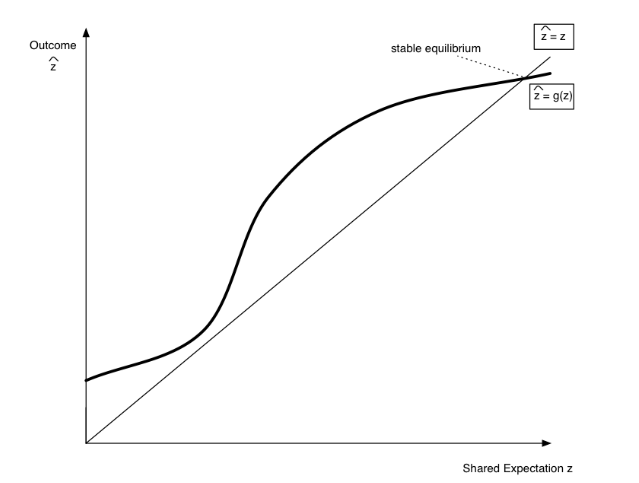 Outcome
ẑ
stable equilibrium
ẑ = z
ẑ = g(z)
Shared Expectation z